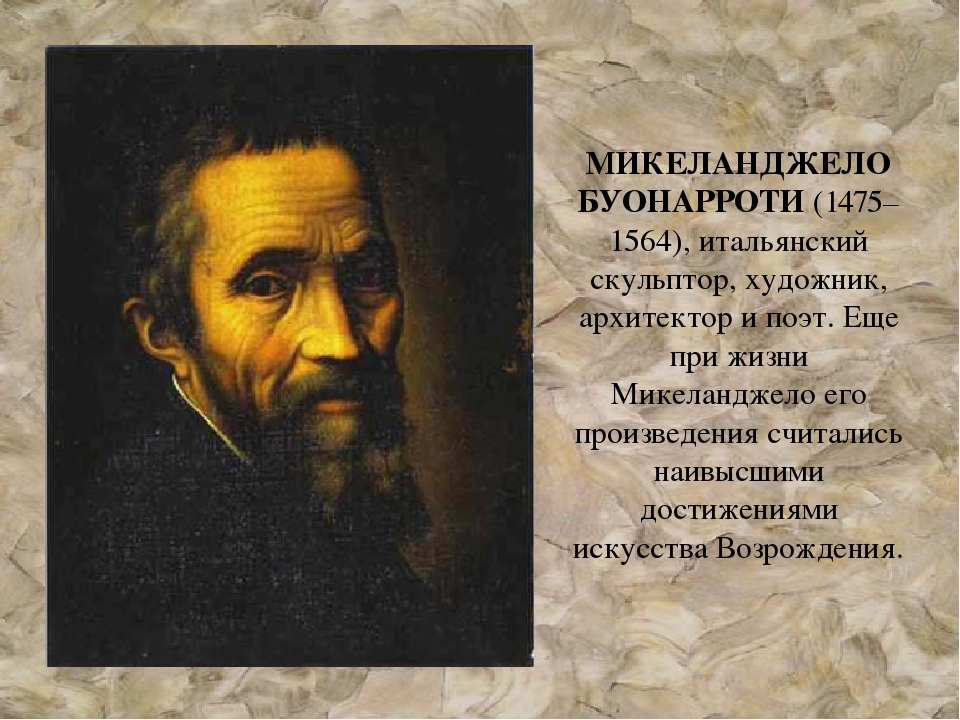 МИКЕЛАНДЖЕЛО
БУОНАРРОТИ (1475–
1564), итальянский
скульптор, художник,
архитектор и поэт. Еще
при жизни
Микеланджело его
произведения считались
наивысшими
достижениями
искусства Возрождения.